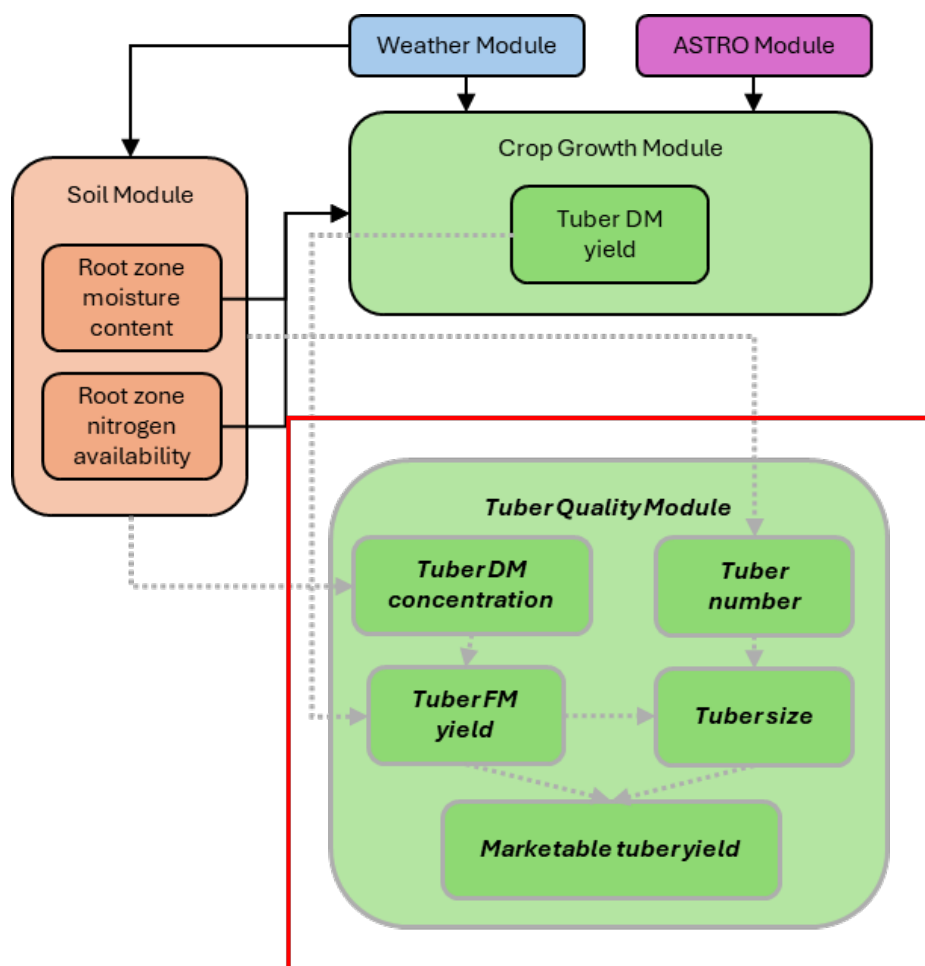 Weather Module
ASTRO Module
Crop Growth Module
Tuber DM
yield
Soil Module
Root zone
moisture
content
Root zone
nitrogen
availability
Tuber Quality Module
Tuber DM
concentration
Tuber
number
Tuber FM
yield
Tuber size
Marketable tuber yield